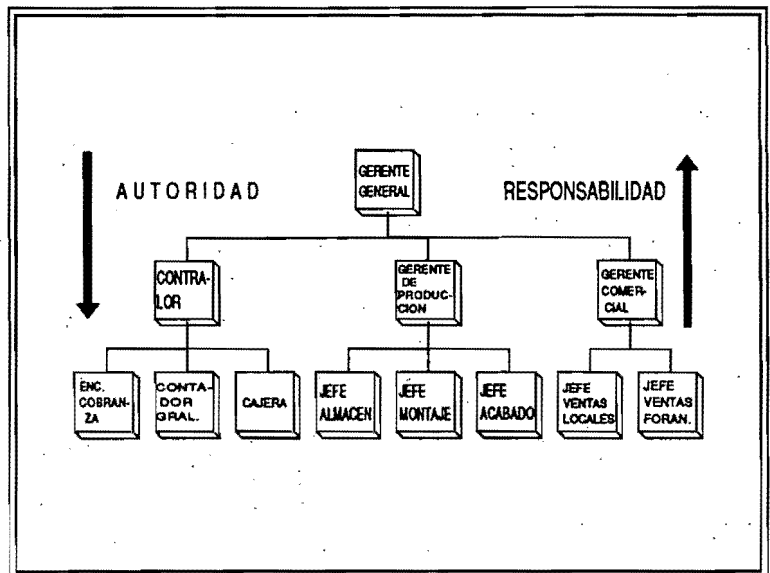 AUTORIDAD
GERENTE
GENERAL
RESPONSABILIDAD
CONTRA-
LOR
GERENTE
DE
PRODUC-
CION
GERENTE
COMER-
CIAL
ENC.
COBRAN-
ZA
CONTA-
DOR
GRAL.
CAJERA
JEFE
ALMACEN
JEFE
MONTAJE
JEFE
ACABADO
JEFE
VENTAS
LOCALES
JEFE
VENTAS
FORAN.